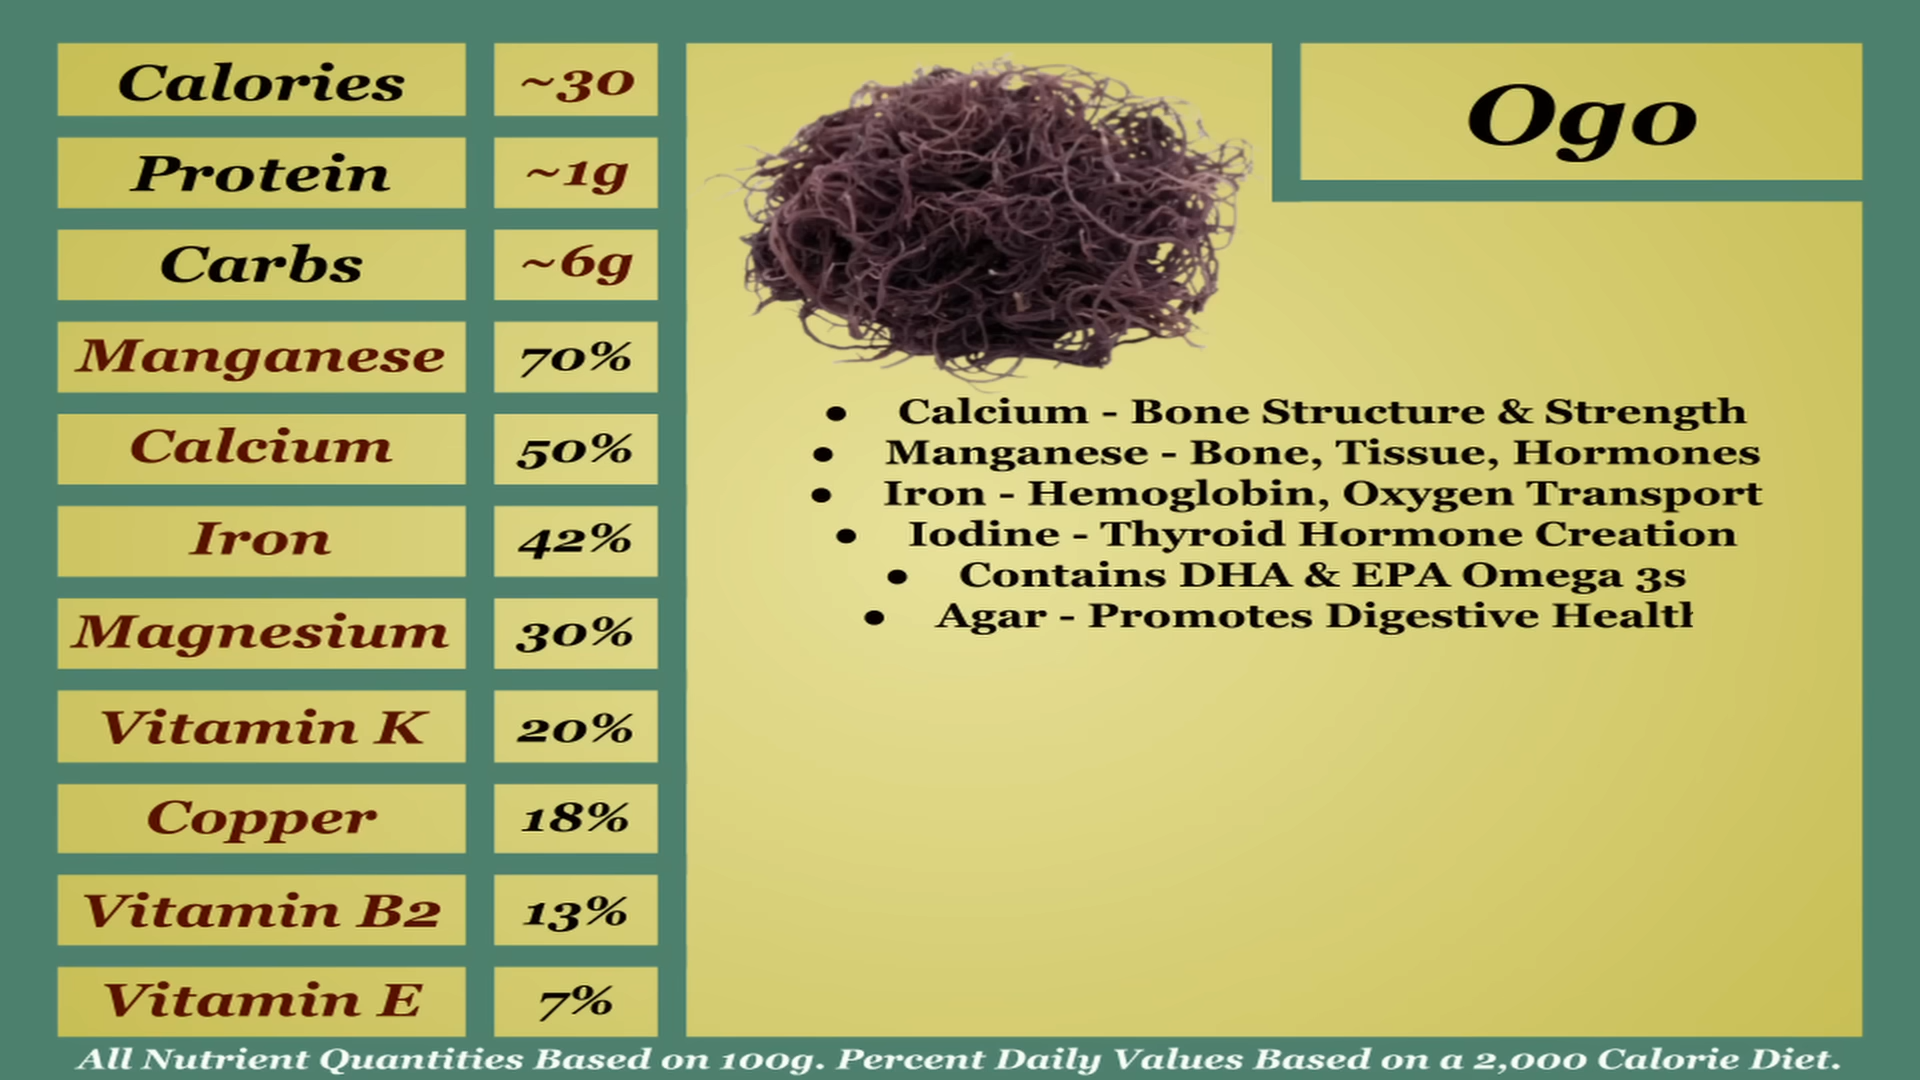 Calories ~30
Protein ~1g
Carbs ~6g
Manganese 70%
Calcium 50%
Iron 42%
Magnesium 30%
Vitamin K 20%
Copper 18%
Vitamin B2 13%
Vitamin E 7%
Ogo
● Calcium - Bone Structure & Strength
● Manganese - Bone, Tissue, Hormones
● Iron - Hemoglobin, Oxygen Transport
● Iodine - Thyroid Hormone Creation
● Contains DHA & EPA Omega 3s
● Agar - Promotes Digestive Health
All Nutrient Quantities Based on 100g. Percent Daily Values Based on a 2,000 Calorie Diet.